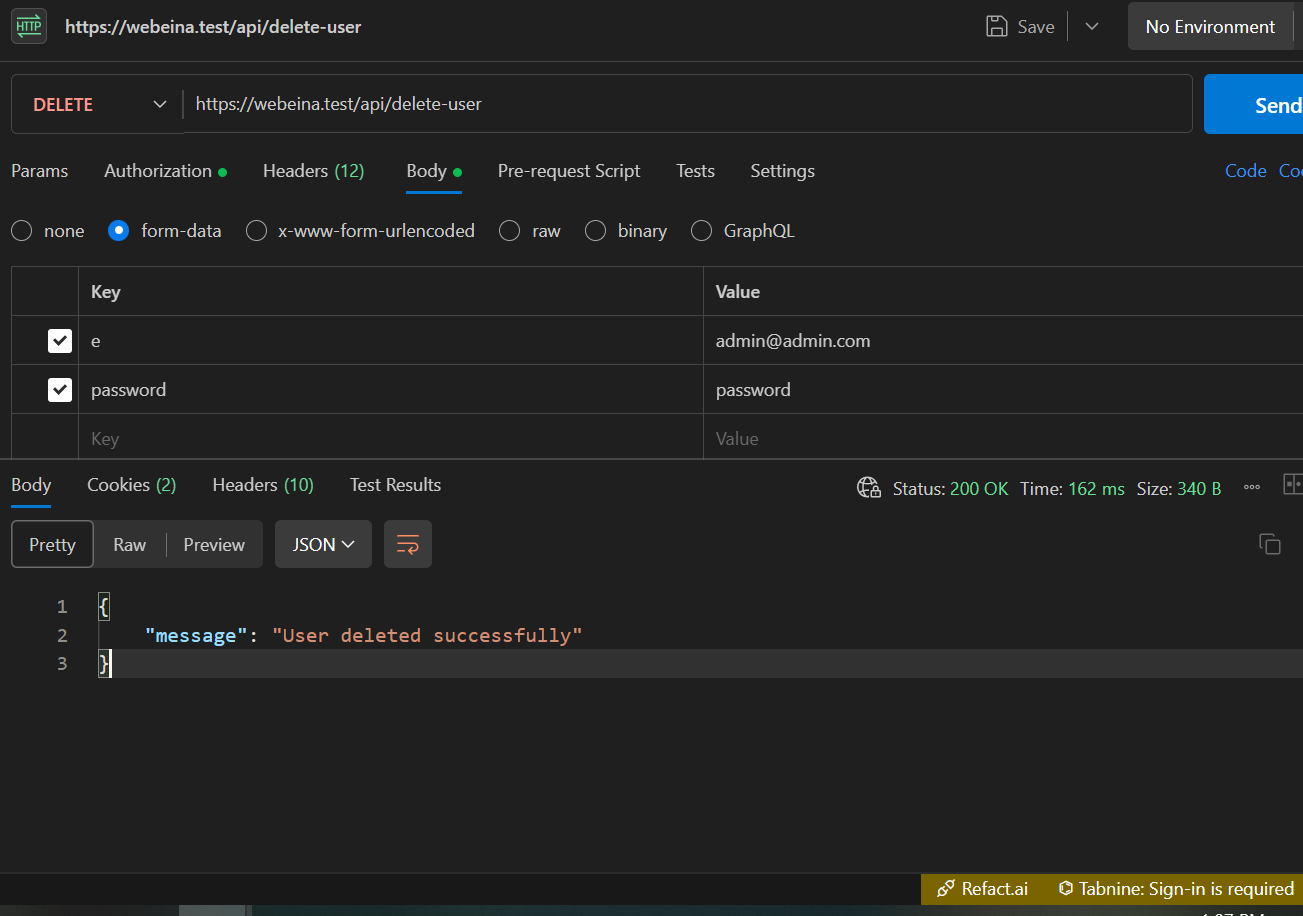 HTTP https://webeina.test/api/delete-user Save No Environment
DELETE https://webeina.test/api/delete-user Send
Params Authorization Headers (12) Body Pre-request Script Tests Settings Code
none form-data x-www-form-urlencoded raw binary GraphQL
Key Value
e admin@admin.com
password password
Key Value
Body Cookies (2) Headers (10) Test Results Status: 200 OK Time: 162 ms Size: 340 B
Pretty Raw Preview JSON
1 {
2 "message": "User deleted successfully"
3 }
Refact.ai Tabnine: Sign-in is required